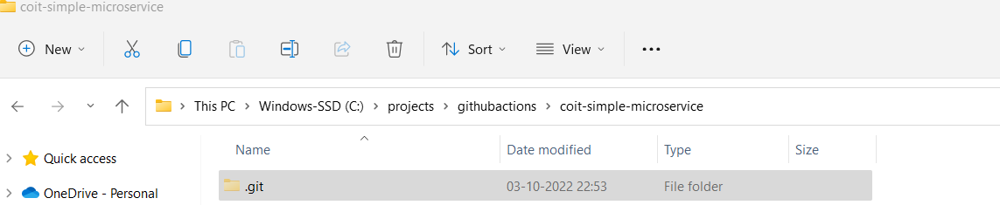 coit-simple-microservice
New Sort View
This PC Windows-SSD (C:) projects githubactions coit-simple-microservice
Name Date modified Type Size
Quick access
.git 03-10-2022 22:53 File folder
OneDrive - Personal